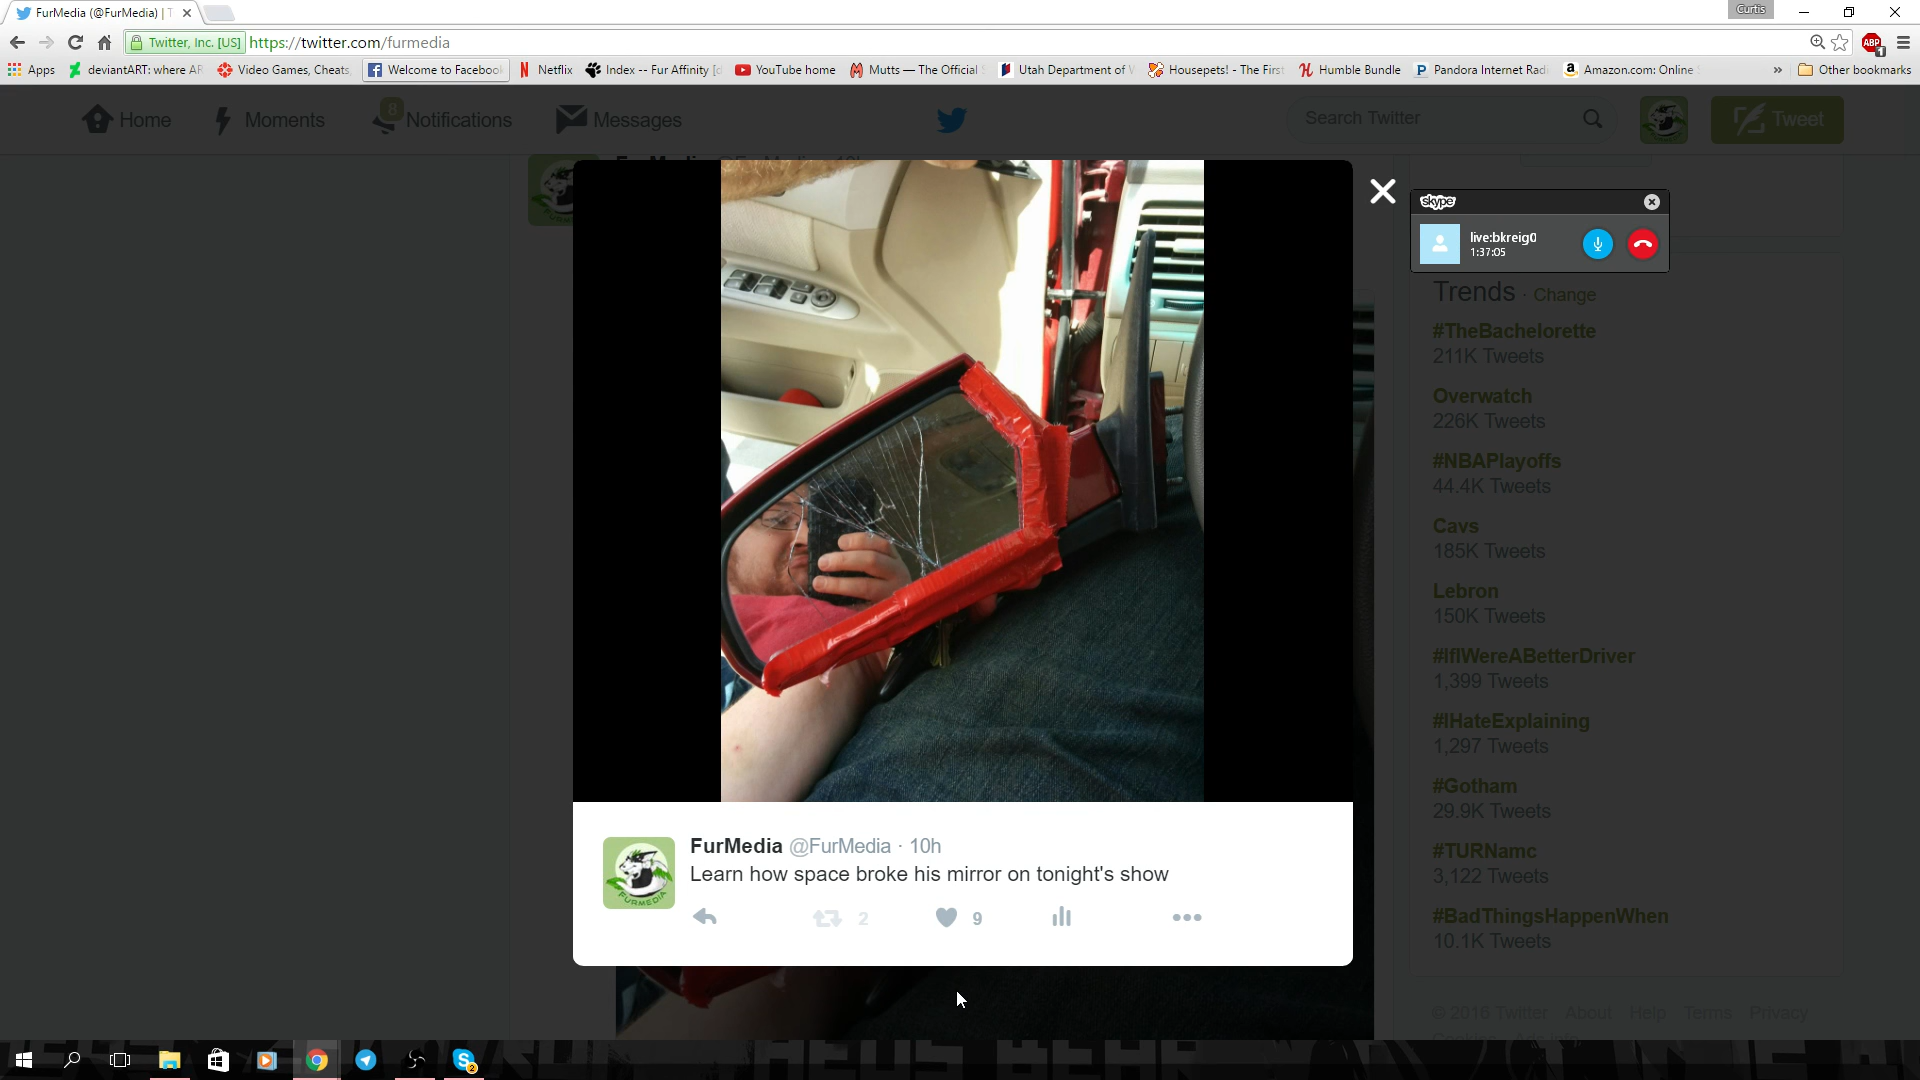 FurMedia (@FurMedia) | T
Curtis
Twitter, Inc. [US]
https://twitter.com/furmedia
ABP
1
Apps
deviantART: where AR
Video Games, Cheats,
Welcome to Facebook
Netflix
Index -- Fur Affinity [d
YouTube home
Mutts — The Official S
Utah Department of V
Housepets! - The First
Humble Bundle
Pandora Internet Radi
Amazon.com: Online
»
Other bookmarks
Home
Moments
8
Notifications
Messages
Search Twitter
Tweet
skype
live:bkreig0
1:37:05
Trends · Change
#TheBachelorette
211K Tweets
Overwatch
226K Tweets
#NBAPlayoffs
44.4K Tweets
Cavs
185K Tweets
Lebron
150K Tweets
#IfIWereABetterDriver
1,399 Tweets
#IHateExplaining
1,297 Tweets
#Gotham
29.9K Tweets
#TURNamc
3,122 Tweets
#BadThingsHappenWhen
10.1K Tweets
© 2016 Twitter About Help Terms Privacy
FURMEDIA
FurMedia @FurMedia · 10h
Learn how space broke his mirror on tonight's show
2
9
2